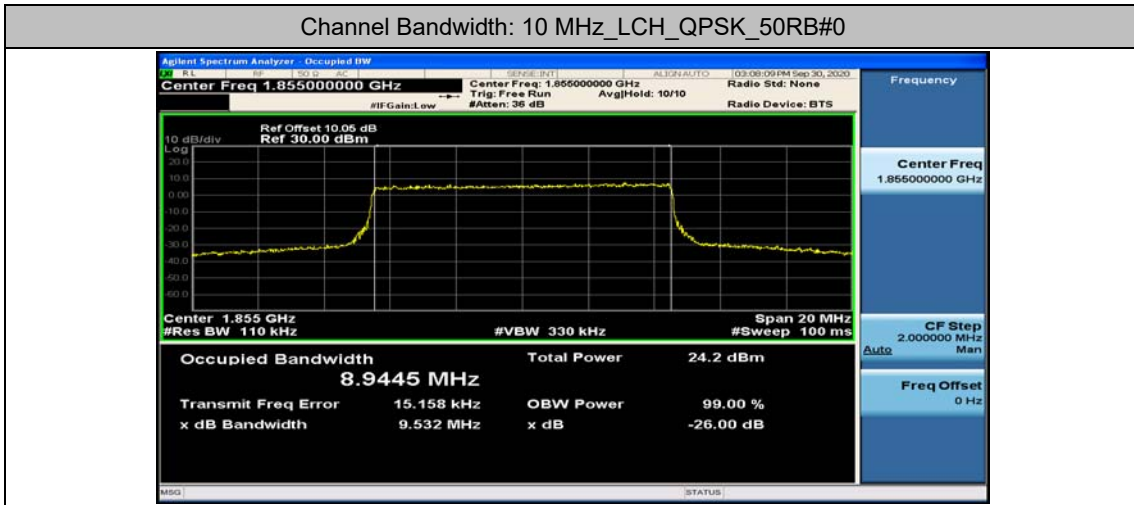 Channel Bandwidth: 10 MHz_LCH_QPSK_50RB#0
Agilent Spectrum Analyzer - Occupied BW
LXI RL RF 50 Ω AC SENSE:INT ALIGN AUTO 03:08:09 PM Sep 30, 2020
Center Freq 1.855000000 GHz Center Freq: 1.855000000 GHz Radio Std: None Frequency
Trig: Free Run Avg|Hold: 10/10
#IFGain:Low #Atten: 36 dB Radio Device: BTS
Ref Offset 10.05 dB
10 dB/div Ref 30.00 dBm
Log
20.0
10.0
0.00
-10.0
-20.0
-30.0
-40.0
-50.0
-60.0
Center Freq
1.855000000 GHz
Center 1.855 GHz Span 20 MHz
#Res BW 110 kHz #VBW 330 kHz #Sweep 100 ms
CF Step
2.000000 MHz
Auto Man
Occupied Bandwidth Total Power 24.2 dBm
8.9445 MHz
Freq Offset
0 Hz
Transmit Freq Error 15.158 kHz OBW Power 99.00 %
x dB Bandwidth 9.532 MHz x dB -26.00 dB
MSG STATUS